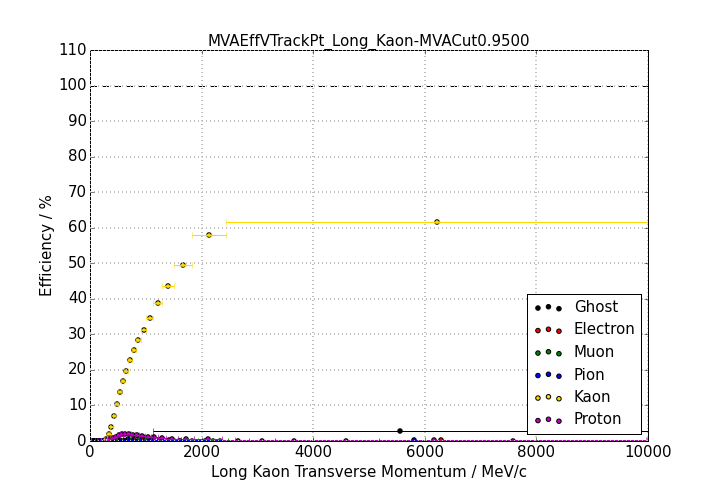 MVAEffVTrackPt_Long_Kaon-MVACut0.9500
110
100
90
80
70
60
50
40
30
20
10
0
Efficiency / %
Ghost
Electron
Muon
Pion
Kaon
Proton
0 2000 4000 6000 8000 10000
Long Kaon Transverse Momentum / MeV/c